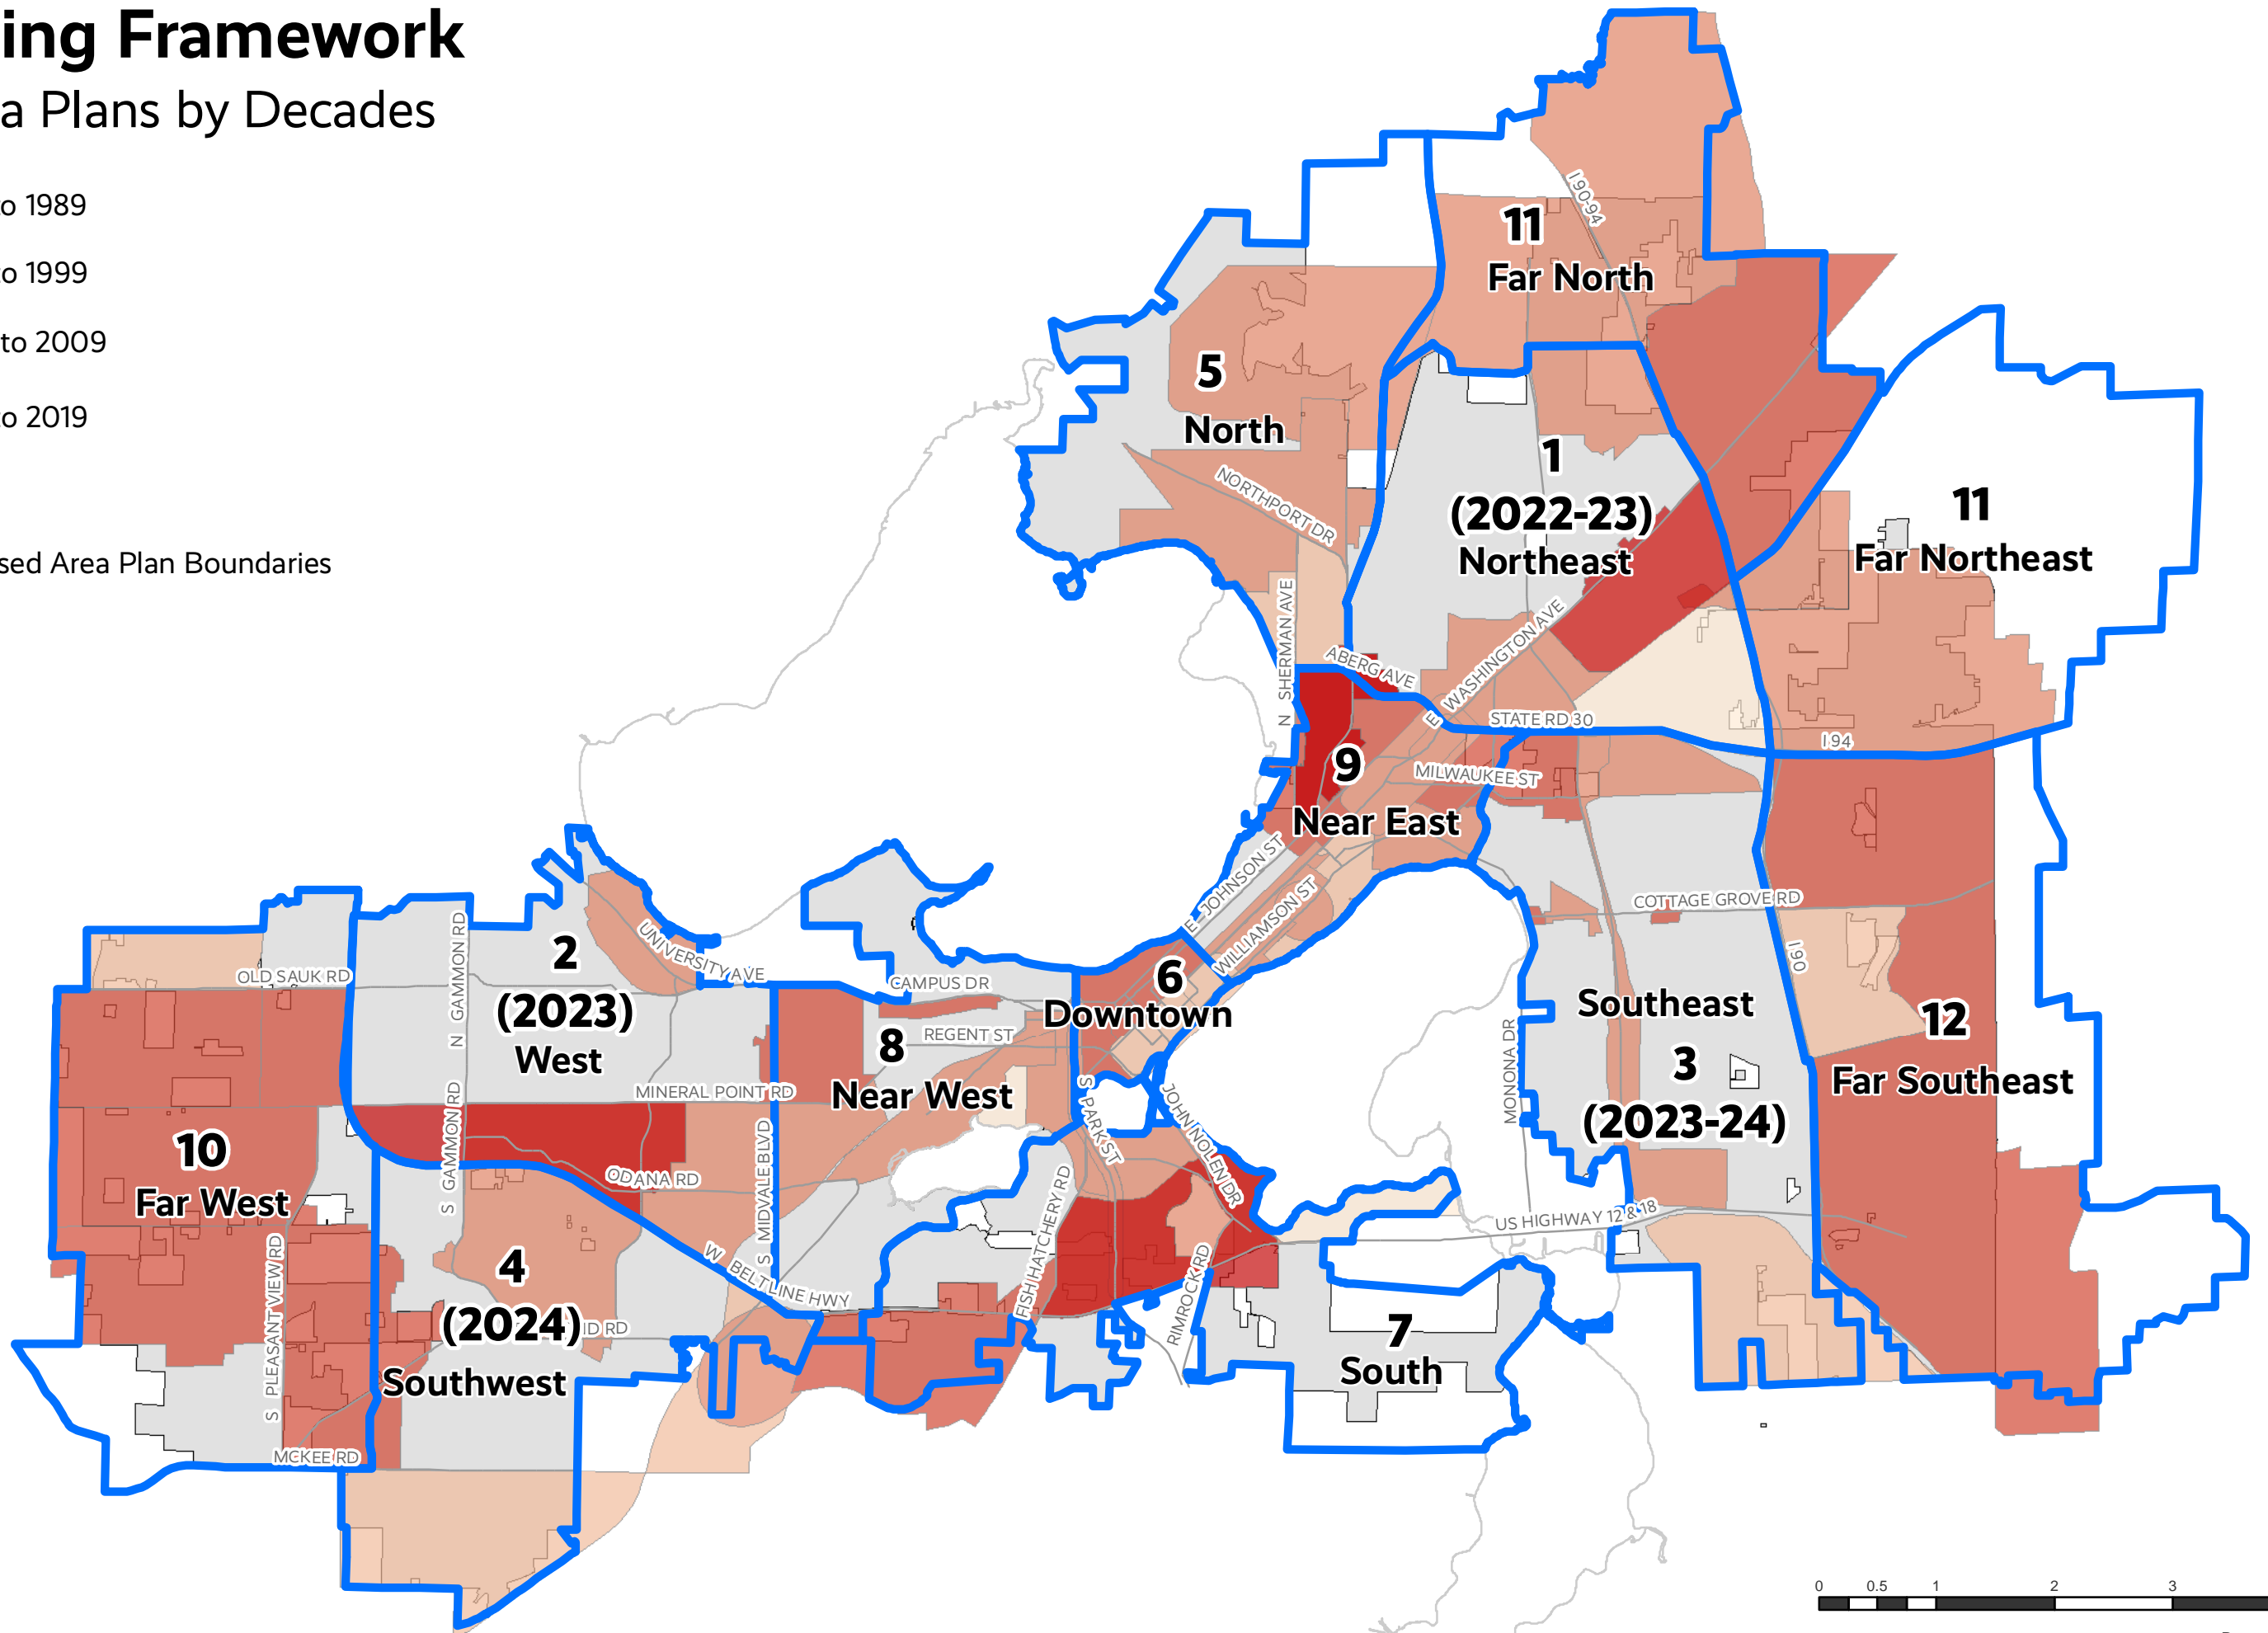 ing Framework
a Plans by Decades
to 1989
to 1999
to 2009
to 2019
sed Area Plan Boundaries
I 90-94
11
Far North
5
North
NORTHPORT DR
1
(2022-23)
Northeast
11
Far Northeast
N SHERMAN AVE
ABERG AVE
E WASHINGTON AVE
STATE RD 30
I 94
9
Near East
MILWAUKEE ST
E JOHNSON ST
WILLIAMSON ST
COTTAGE GROVE RD
I 90
N GAMMON RD
2
(2023)
West
UNIVERSITY AVE
OLD SAUK RD
CAMPUS DR
6
Downtown
REGENT ST
8
Near West
MINERAL POINT RD
Southeast
3
(2023-24)
MONONA DR
12
Far Southeast
10
Far West
S GAMMON RD
ODANA RD
S MIDVALE BLVD
S PARK ST
JOHN NOLEN DR
FISH HATCHERY RD
US HIGHWAY 12 & 18
4
(2024)
Southwest
W BELTLINE HWY
ND RD
RIMROCK RD
7
South
S PLEASANT VIEW RD
MCKEE RD
0 0.5 1 2 3